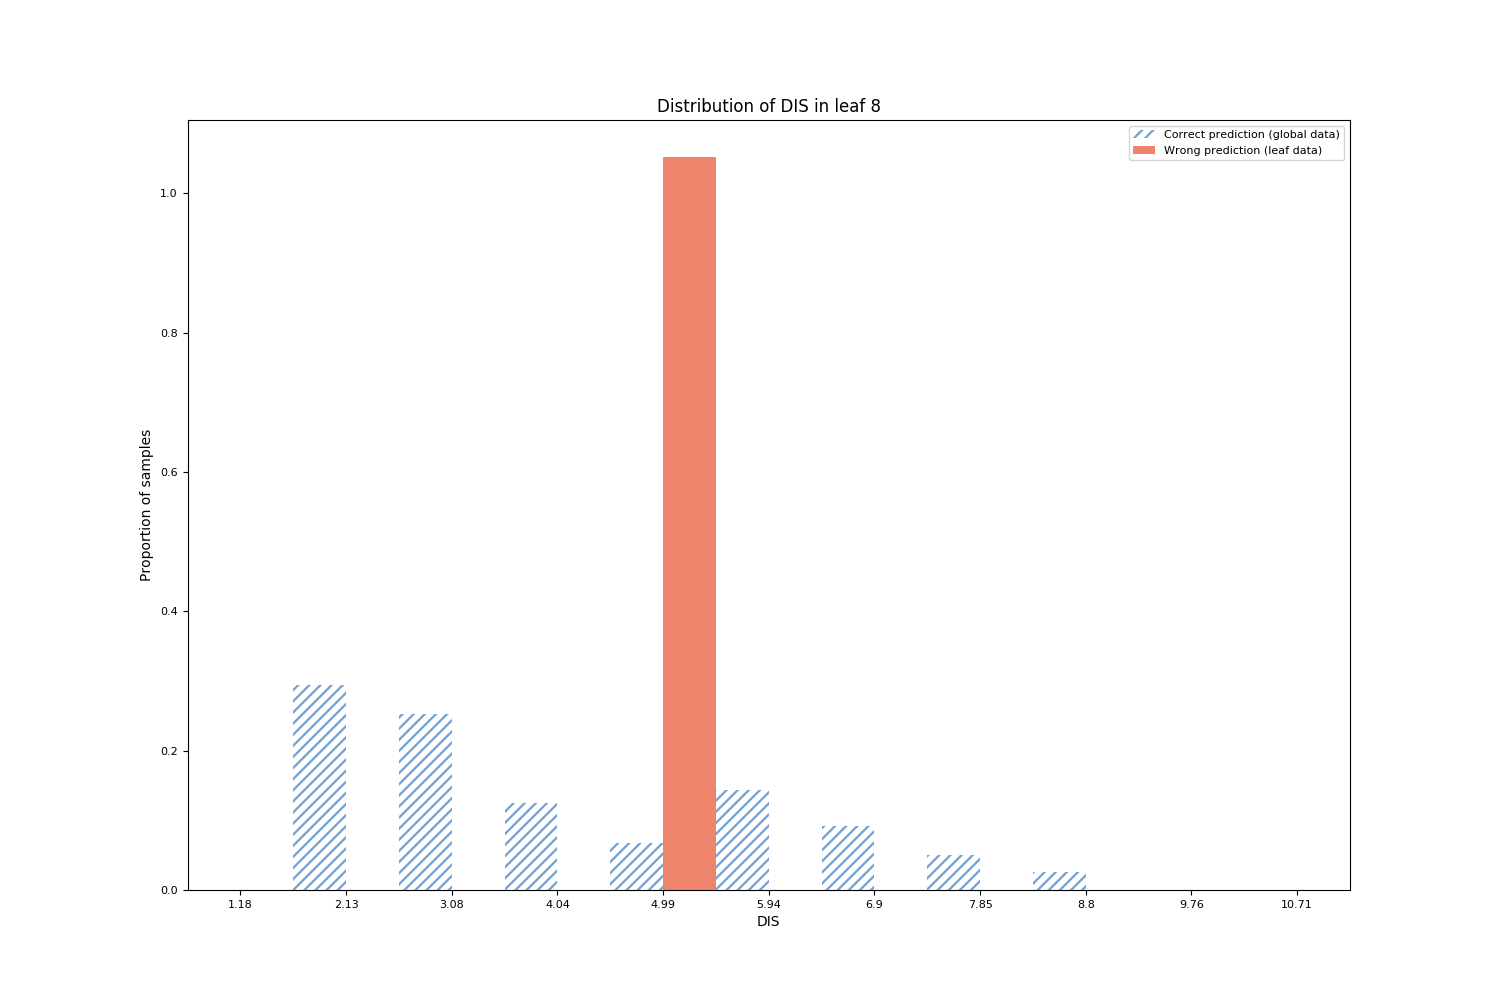 Distribution of DIS in leaf 8
Correct prediction (global data)
Wrong prediction (leaf data)
Proportion of samples
1.0
0.8
0.6
0.4
0.2
0.0
1.18 2.13 3.08 4.04 4.99 5.94 6.9 7.85 8.8 9.76 10.71
DIS